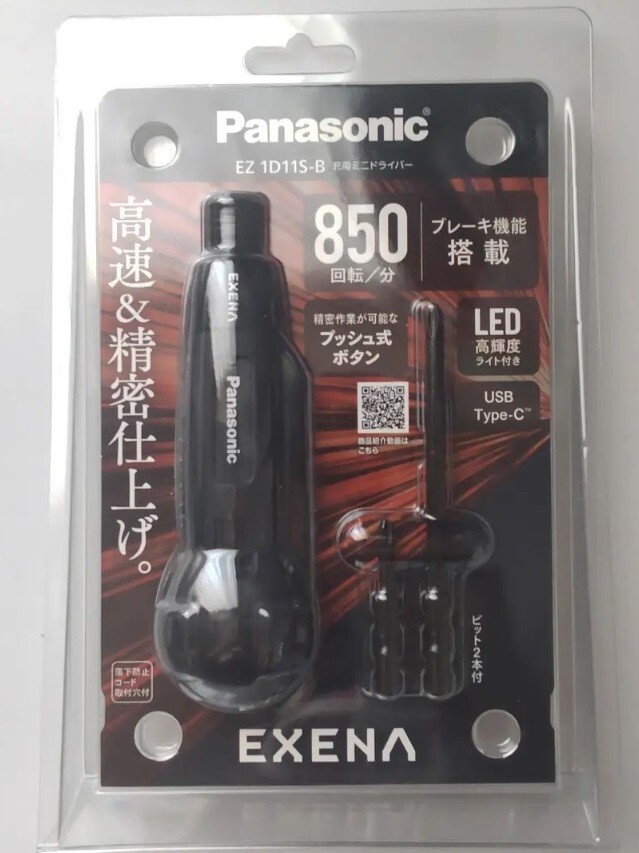 Panasonic®
EZ 1D11S-B 充電ミニドライバー
高速&精密仕上げ。
850
回転/分
ブレーキ機能
搭載
精密作業が可能な
プッシュ式
ボタン
LED
高輝度
ライト付き
USB
Type-C™
商品紹介動画は
こちら
EXENA
Panasonic
ビット2本付
落下防止
コード
取付穴付
EXENA